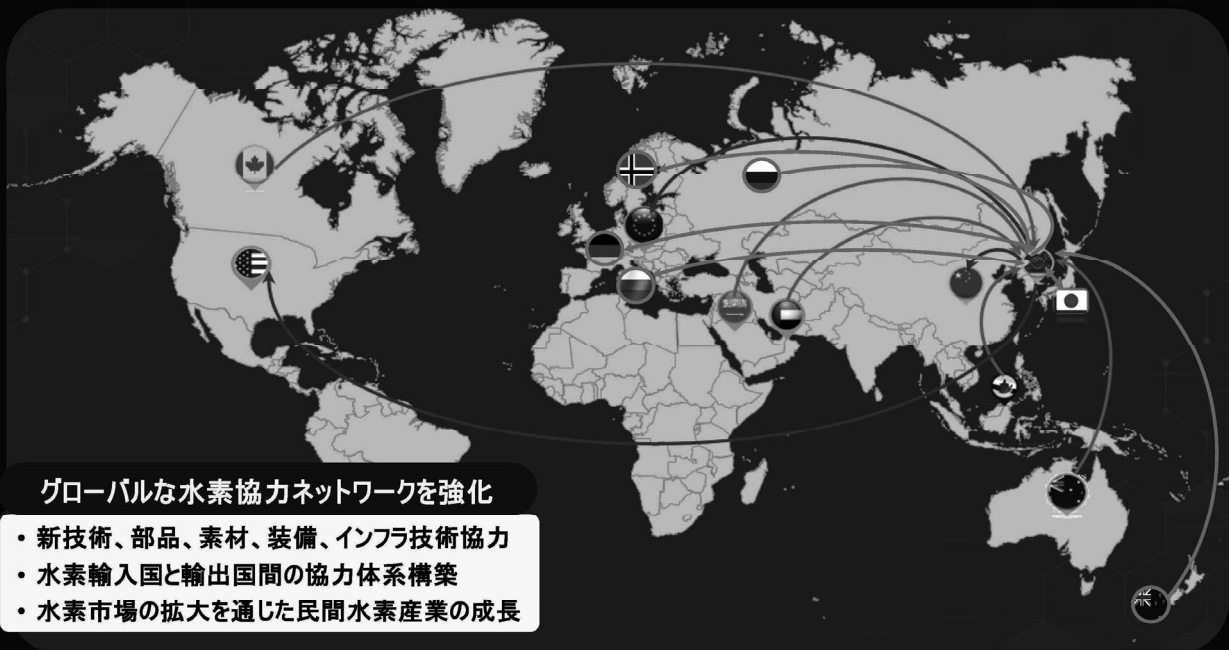 グローバルな水素協力ネットワークを強化
・新技術、部品、素材、装備、インフラ技術協力
・水素輸入国と輸出国間の協力体系構築
・水素市場の拡大を通じた民間水素産業の成長